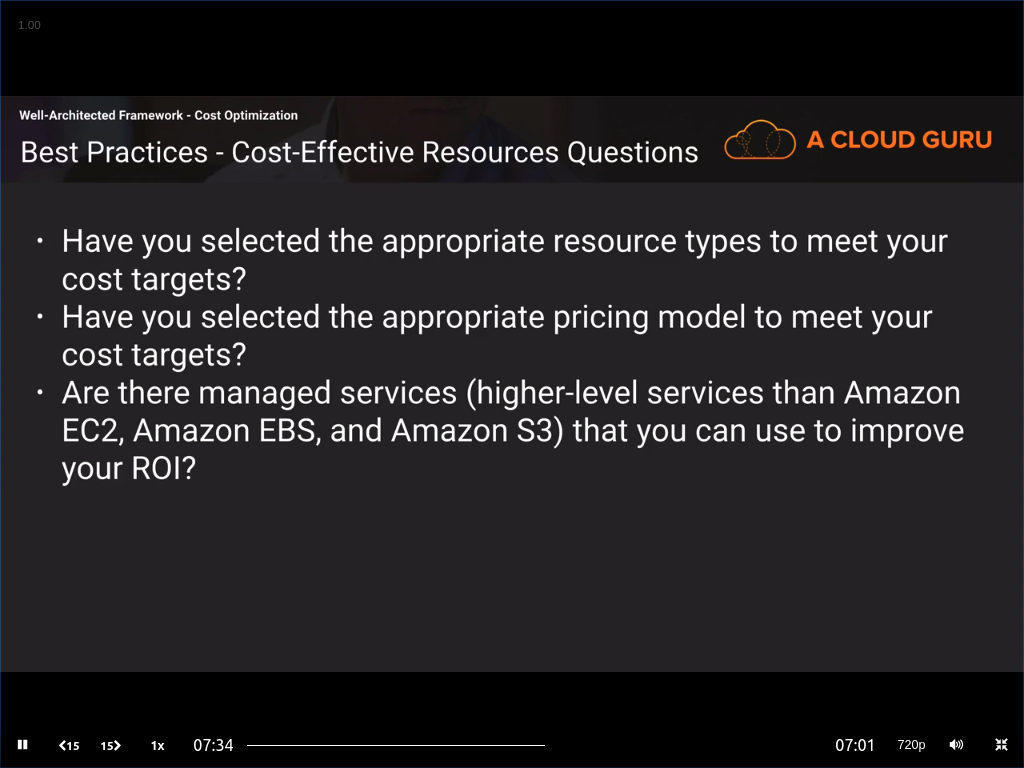 1.00
Well-Architected Framework - Cost Optimization
Best Practices - Cost-Effective Resources Questions
A CLOUD GURU
• Have you selected the appropriate resource types to meet your
cost targets?
• Have you selected the appropriate pricing model to meet your
cost targets?
• Are there managed services (higher-level services than Amazon
EC2, Amazon EBS, and Amazon S3) that you can use to improve
your ROI?
15 15 1x 07:34 07:01 720p